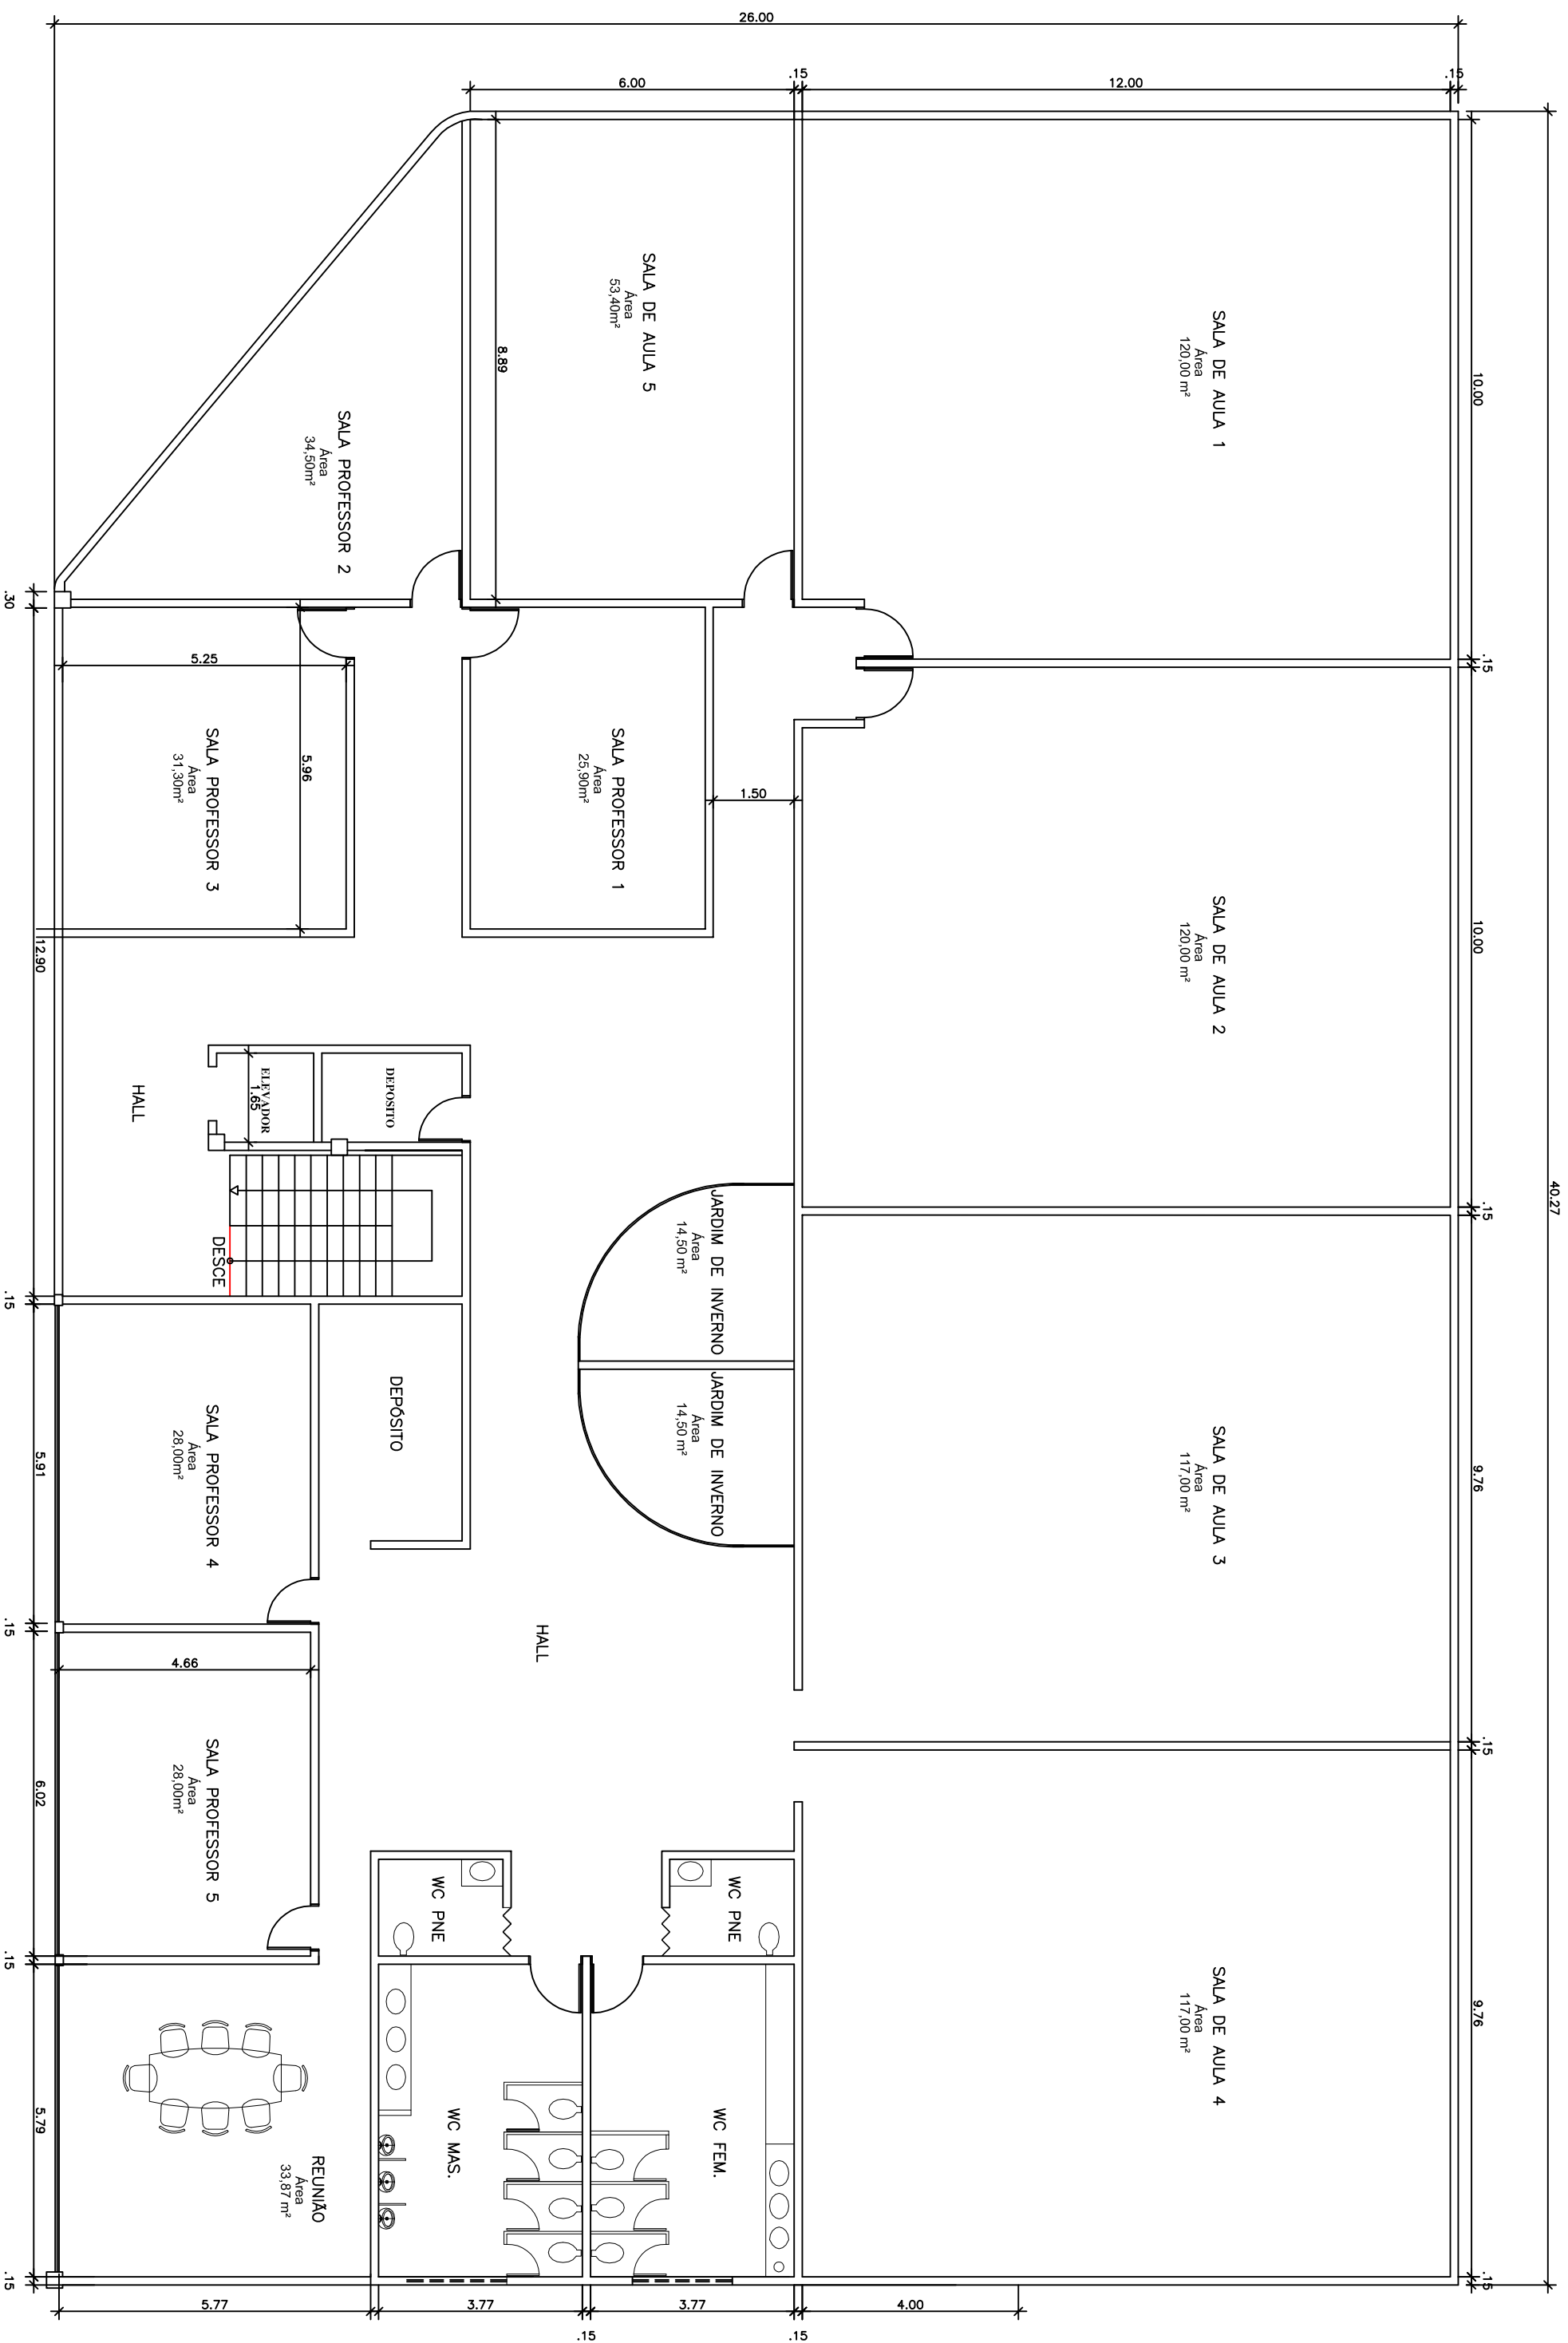 26.00
6.00
.15
12.00
.15
40.27
10.00
.15
10.00
.15
9.76
.15
9.76
.15
SALA DE AULA 1
Área
120,00 m²
SALA DE AULA 2
Área
120,00 m²
SALA DE AULA 3
Área
117,00 m²
SALA DE AULA 4
Área
117,00 m²
SALA DE AULA 5
Área
53,40m²
8.89
SALA PROFESSOR 2
Área
34,50m²
SALA PROFESSOR 1
Área
25,90m²
1.50
5.25
5.96
SALA PROFESSOR 3
Área
31,30m²
HALL
ELEVADOR
1.65
DEPOSITO
DESCE
JARDIM DE INVERNO
Área
14,50 m²
JARDIM DE INVERNO
Área
14,50 m²
DEPÓSITO
SALA PROFESSOR 4
Área
28,00m²
HALL
4.66
SALA PROFESSOR 5
Área
28,00m²
WC PNE
WC PNE
WC MAS.
WC FEM.
REUNIÃO
Área
33,87 m²
.30
12.90
.15
5.91
.15
6.02
.15
5.79
.15
5.77
3.77
.15
3.77
.15
4.00